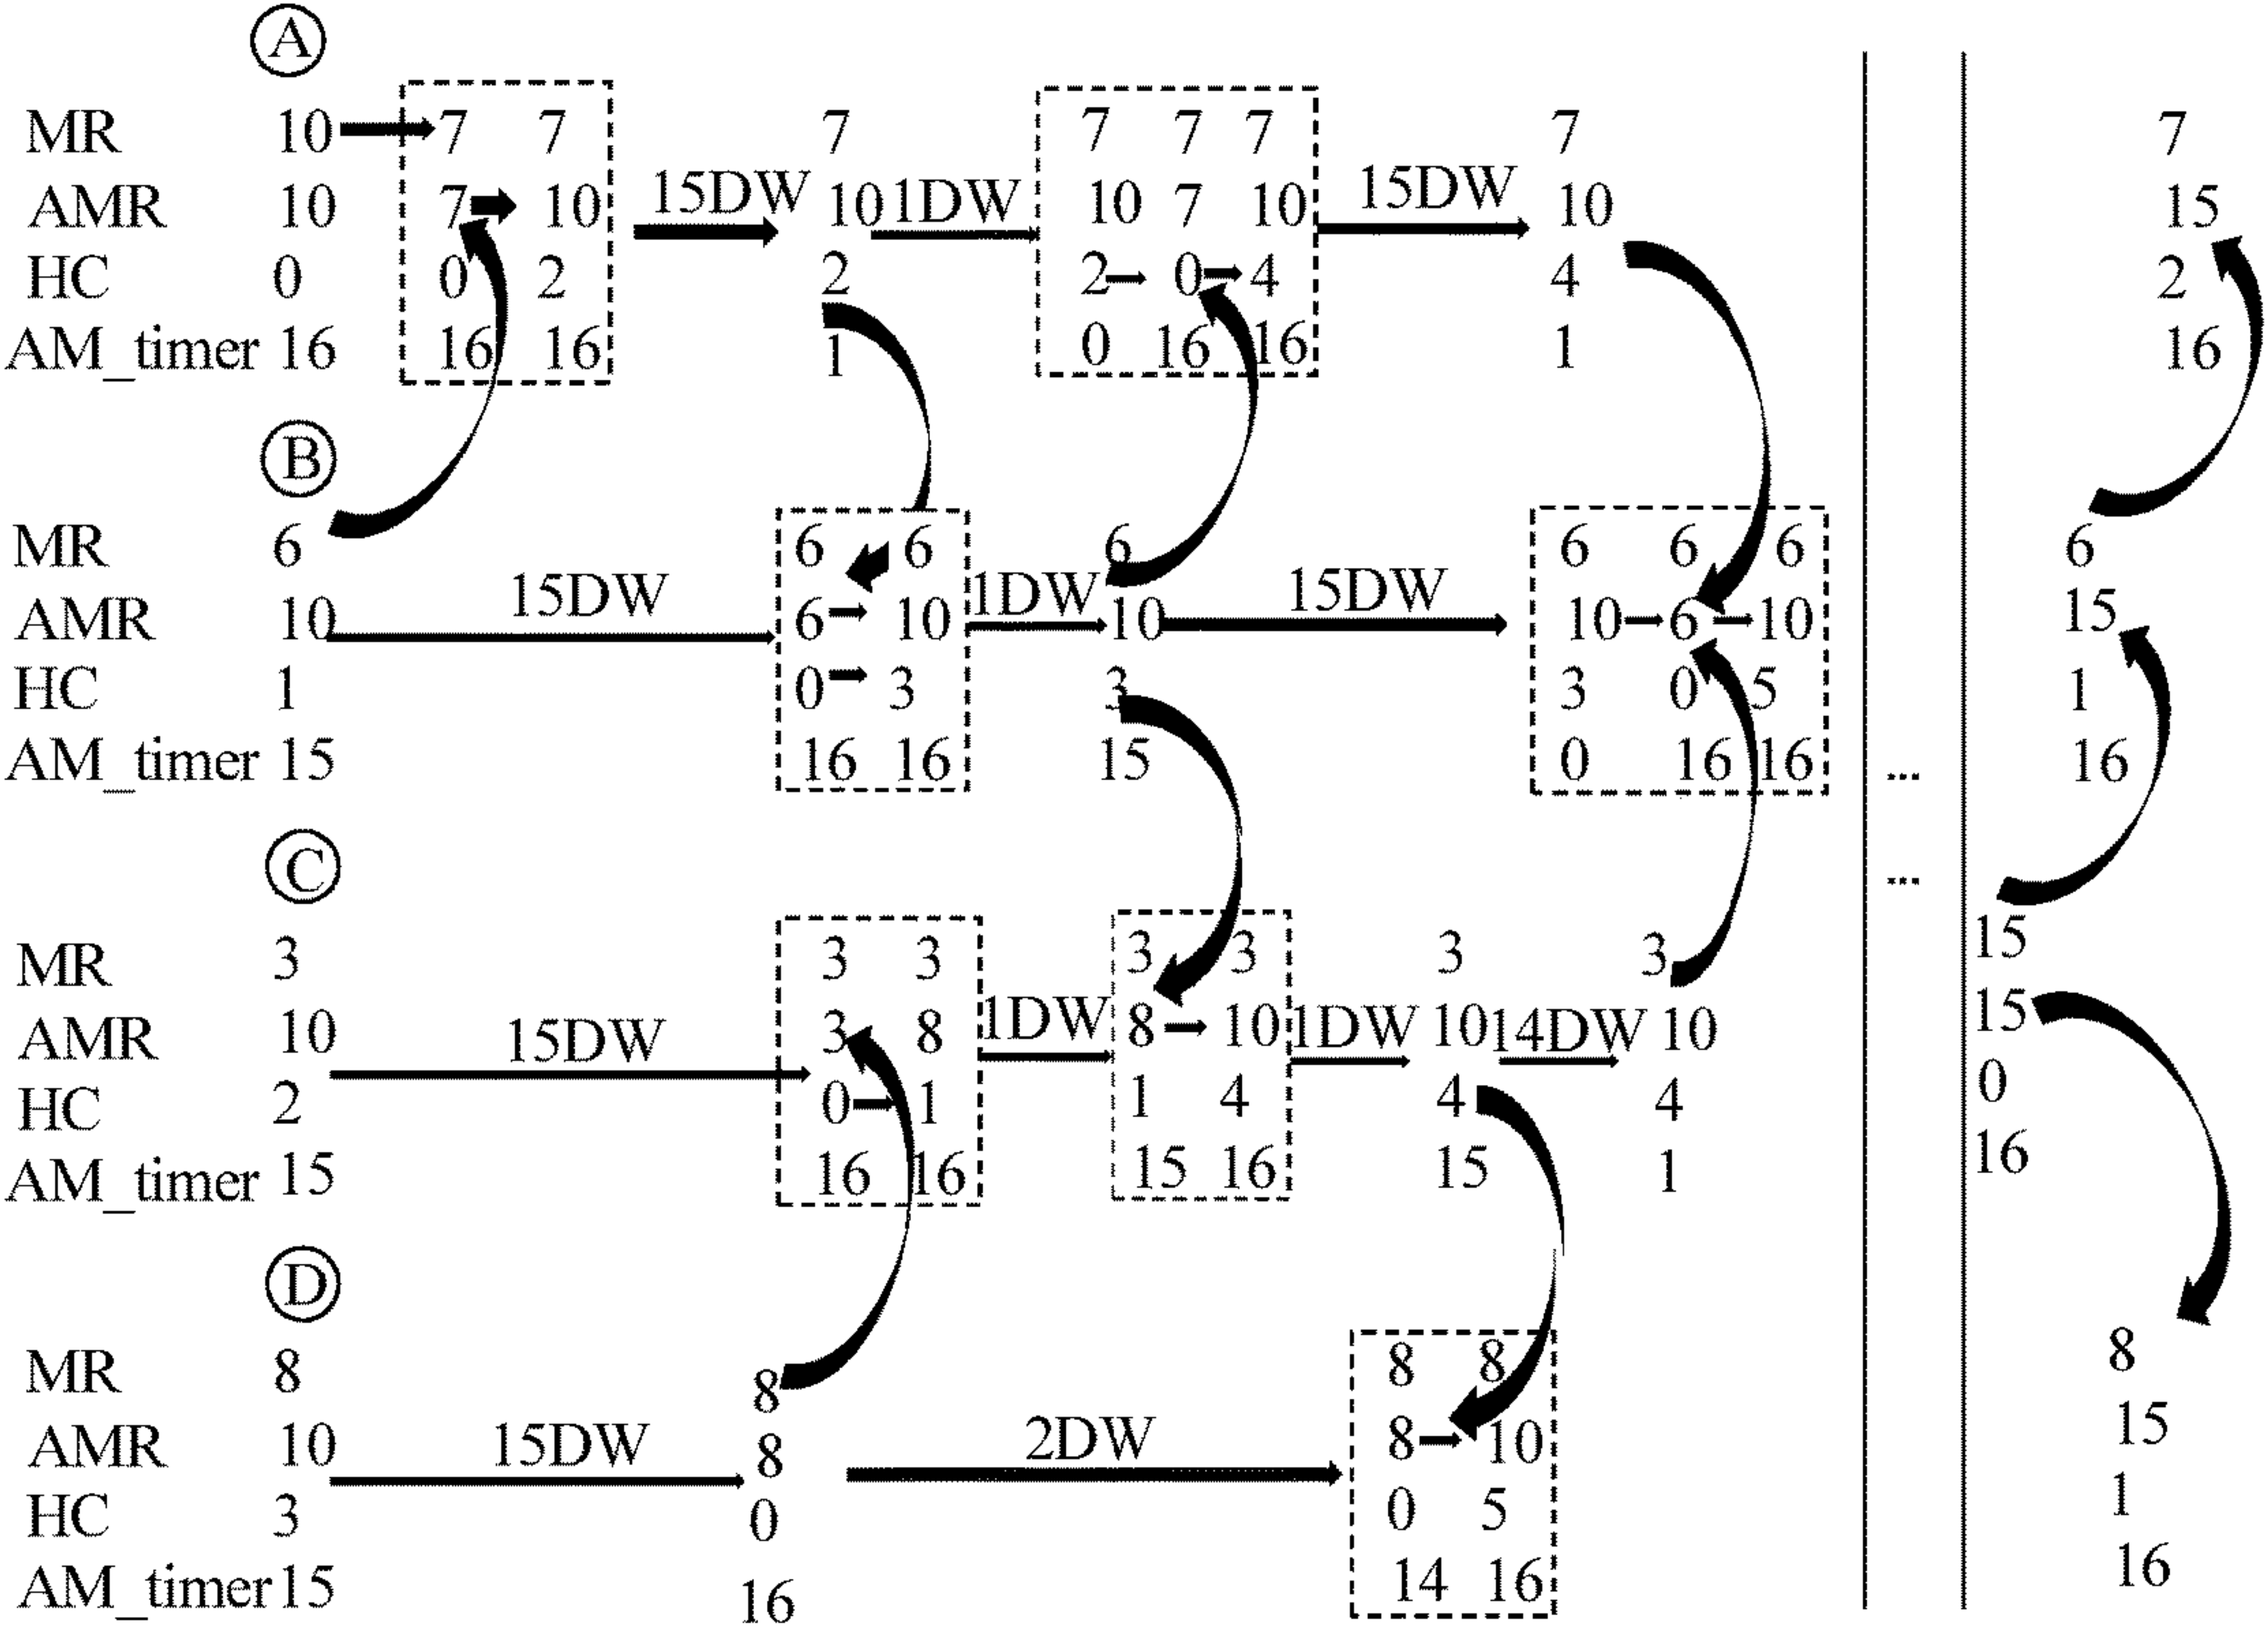 A
MR 10 7 7 7 7 7 7 7 7
AMR 10 7 10 15DW 10 1DW 10 7 10 15DW 10 15
HC 0 0 2 2 2 0 4 4 2
AM_timer 16 16 16 1 0 16 16 1 16
B
MR 6 6 6 6 6 6 6 6
AMR 10 15DW 6 10 1DW 10 15DW 10 6 10 15
HC 1 0 3 3 3 0 5 1
AM_timer 15 16 16 15 0 16 16 ... 16
C ...
MR 3 3 3 3 3 3 3 15
AMR 10 15DW 3 8 1DW 8 10 1DW 10 14DW 10 15
HC 2 0 1 1 4 4 4 0
AM_timer 15 16 16 15 16 15 1 16
D
MR 8 8 8 8 8
AMR 10 15DW 8 2DW 8 10 15
HC 3 0 0 5 1
AM_timer 15 16 14 16 16